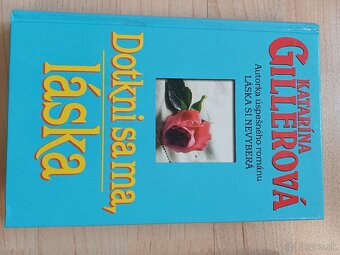 KATARÍNA
GILLEROVÁ
Autorka úspešného románu
LÁSKA SI NEVYBERÁ
Dotkni sa ma,
láska